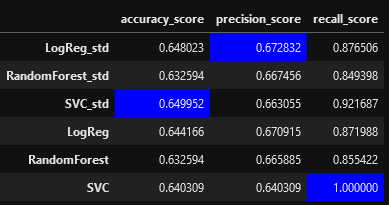 accuracy_score precision_score recall_score
LogReg_std 0.648023 0.672832 0.876506
RandomForest_std 0.632594 0.667456 0.849398
SVC_std 0.649952 0.663055 0.921687
LogReg 0.644166 0.670915 0.871988
RandomForest 0.632594 0.665885 0.855422
SVC 0.640309 0.640309 1.000000